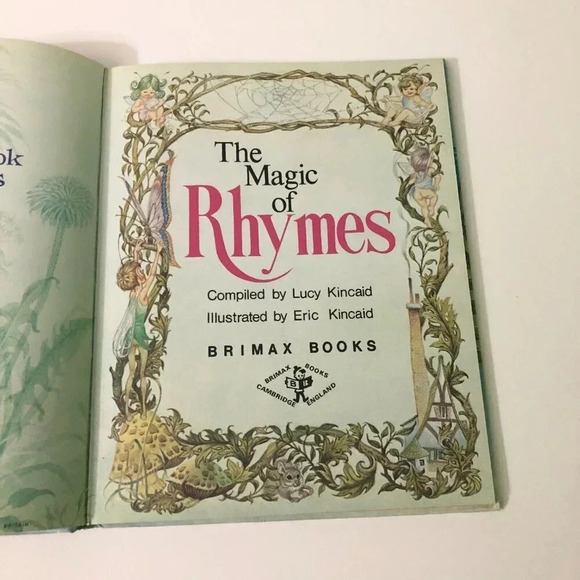 ok
s
BRITAIN
The
Magic
of
Rhymes
Compiled by Lucy Kincaid
Illustrated by Eric Kincaid
BRIMAX BOOKS
BRIMAX BOOKS
B B
CAMBRIDGE ENGLAND